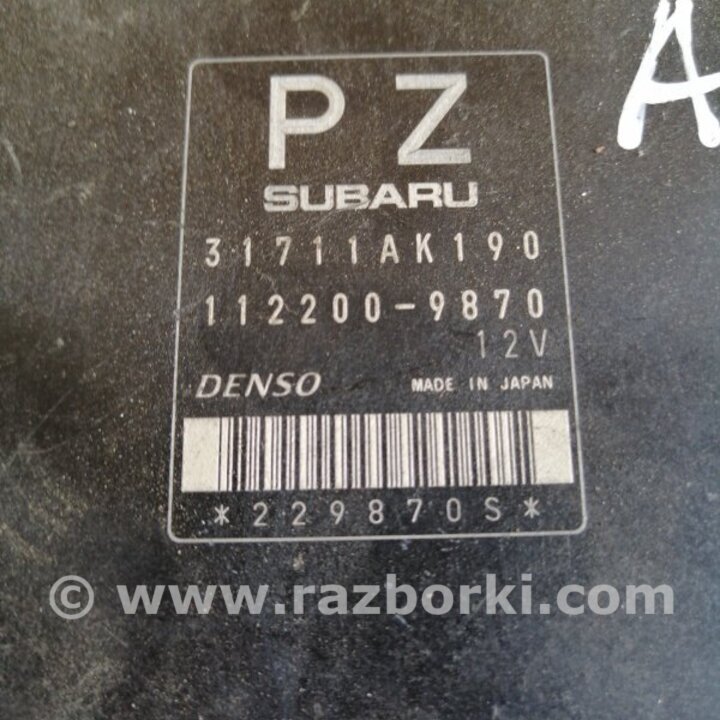 A
PZ
SUBARU
31711AK190
112200-9870
12V
DENSO MADE IN JAPAN
*229870S*
© www.razborki.com